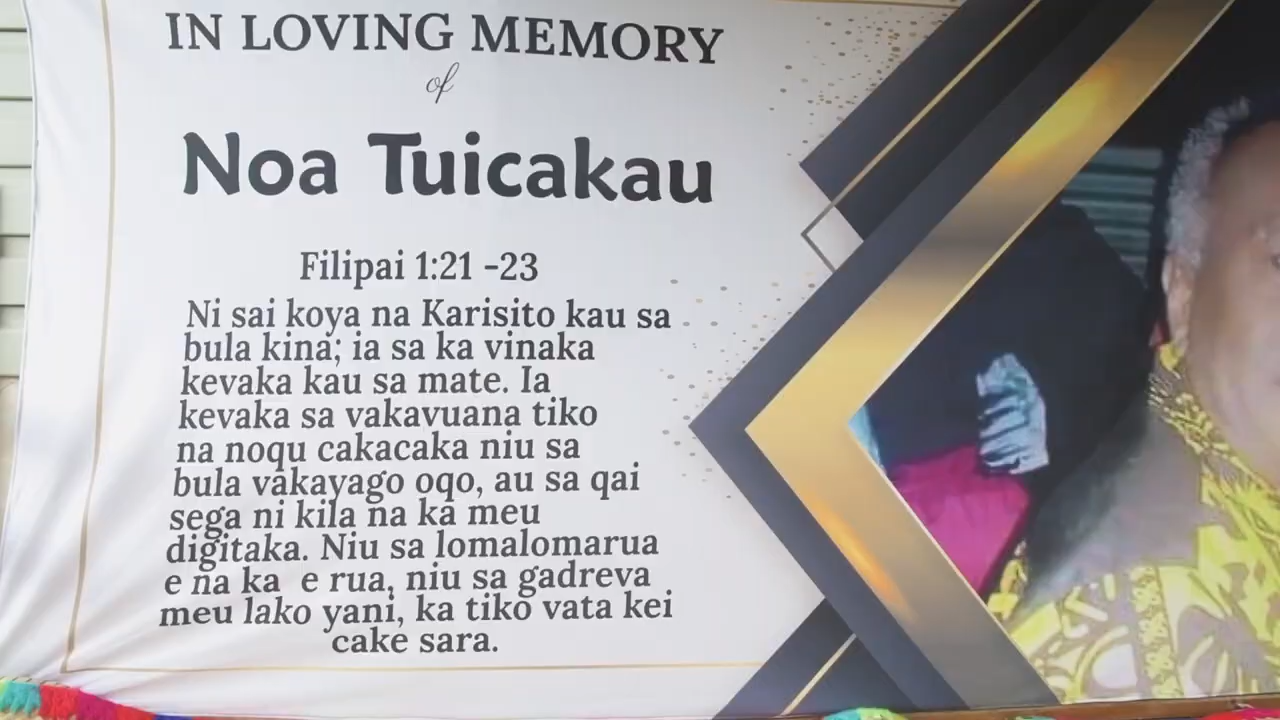 IN LOVING MEMORY
of
Noa Tuicakau
Filipai 1:21 -23
Ni sai koya na Karisito kau sa
bula kina; ia sa ka vinaka
kevaka kau sa mate. Ia
kevaka sa vakavuana tiko
na noqu cakacaka niu sa
bula vakayago oqo, au sa qai
sega ni kila na ka meu
digitaka. Niu sa lomalomarua
e na ka e rua, niu sa gadreva
meu lako yani, ka tiko vata kei
cake sara.